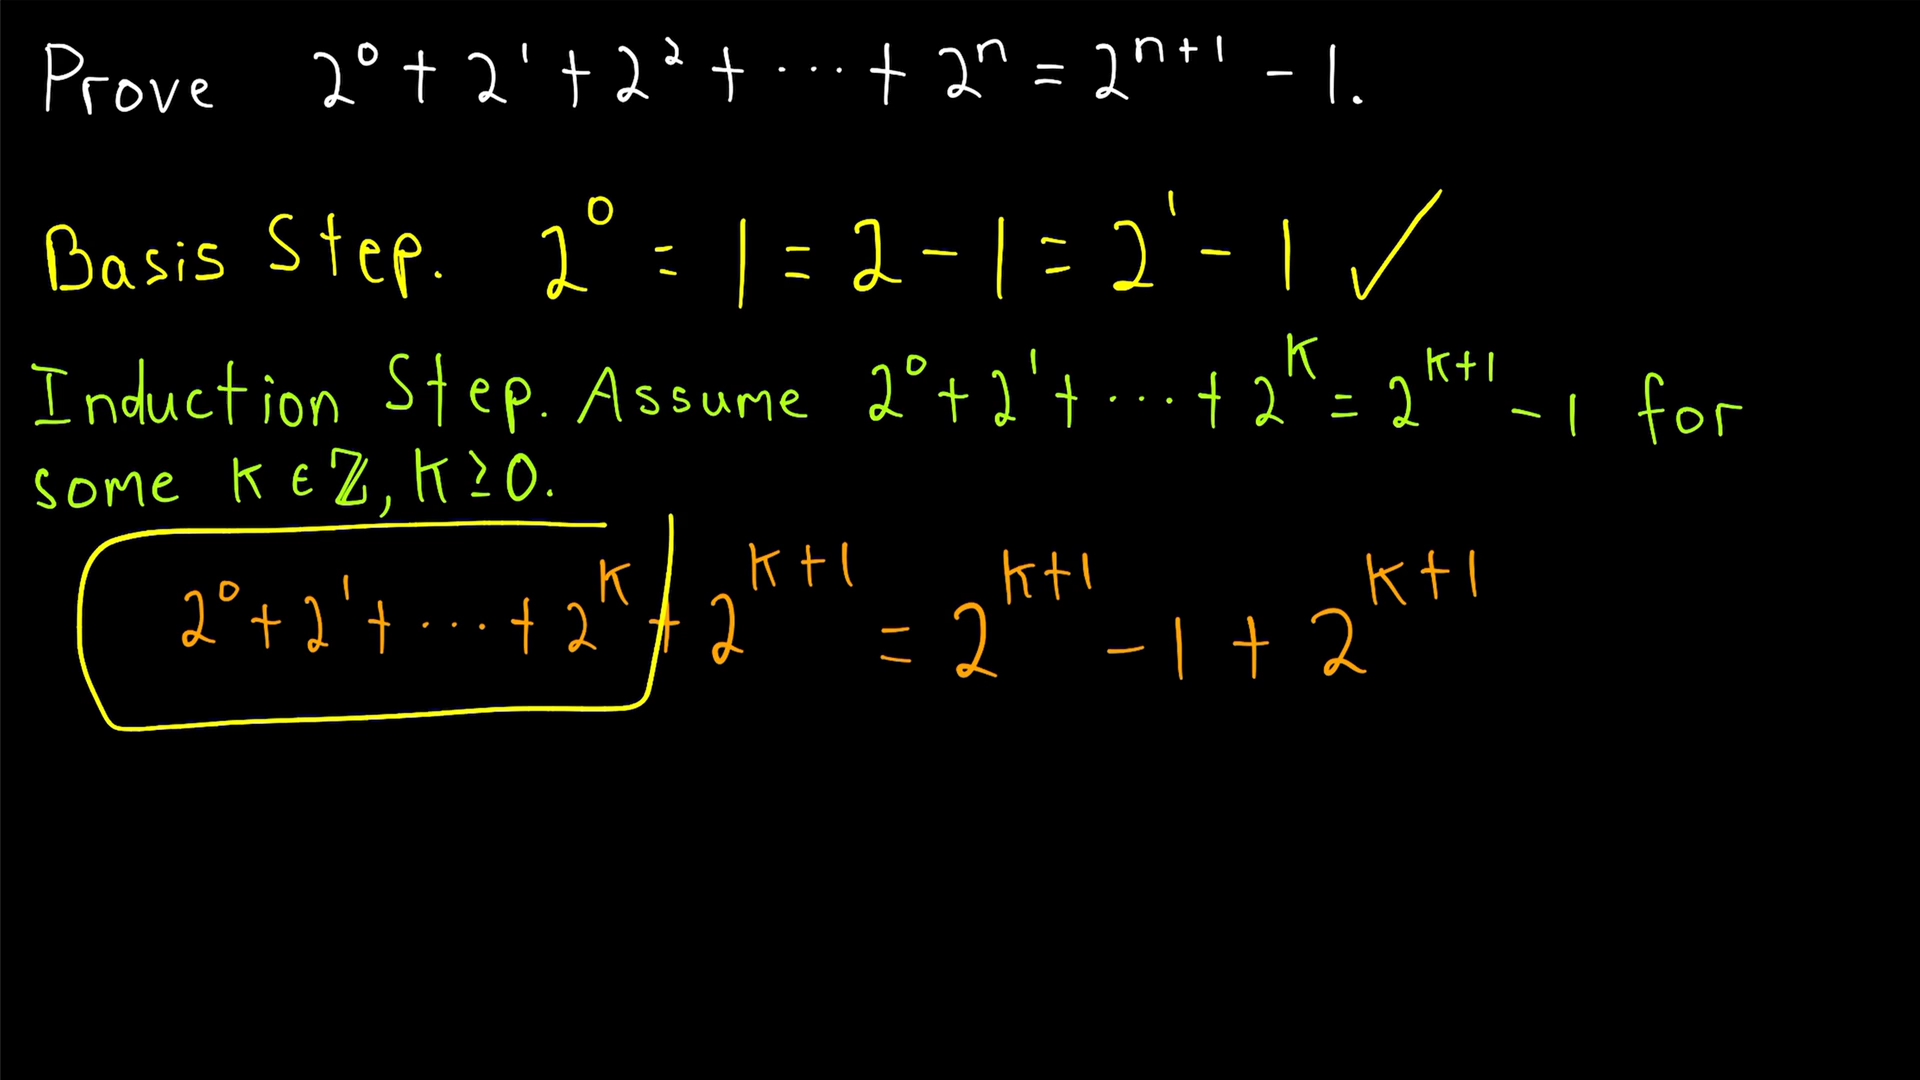 Prove 2⁰ + 2¹ + 2² + ··· + 2ⁿ = 2ⁿ⁺¹ - 1.
Basis Step. 2⁰ = 1 = 2 - 1 = 2¹ - 1 ✓
Induction Step. Assume 2⁰ + 2¹ + ··· + 2ᴷ = 2ᴷ⁺¹ - 1 for
some K ∈ ℤ, K ≥ 0.
2⁰ + 2¹ + ··· + 2ᴷ + 2ᴷ⁺¹ = 2ᴷ⁺¹ - 1 + 2ᴷ⁺¹